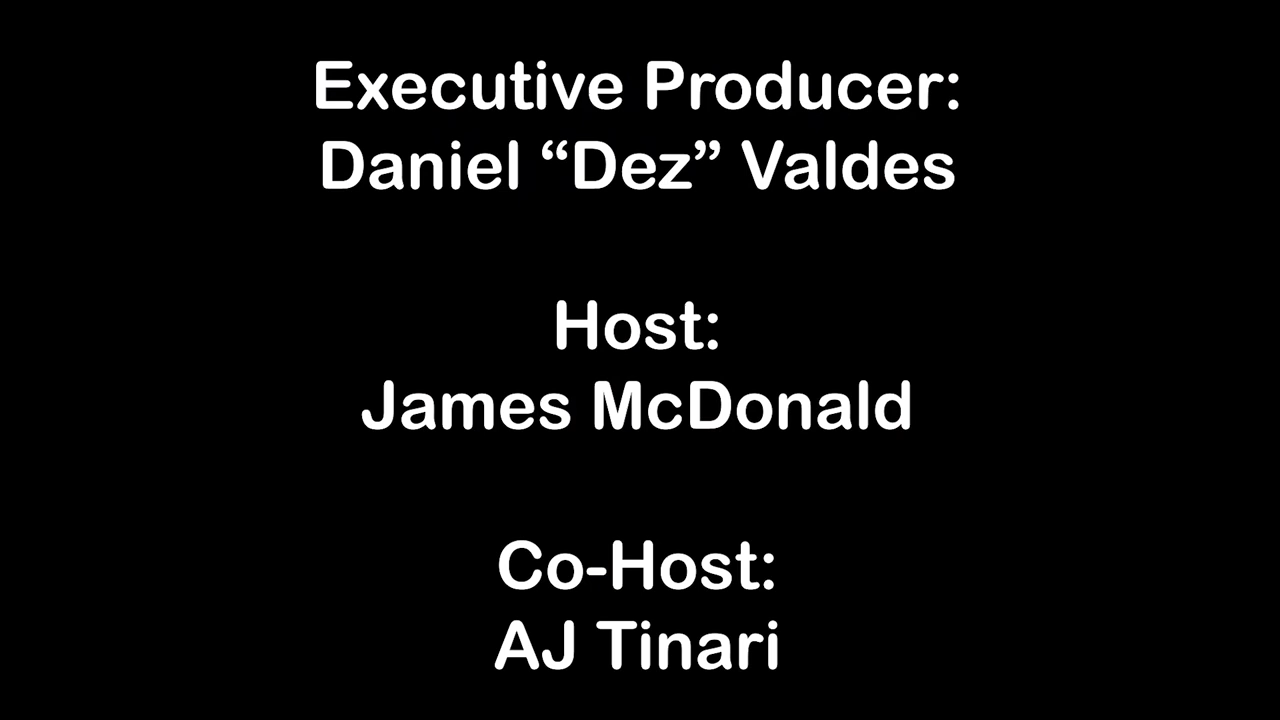 Executive Producer:
Daniel “Dez” Valdes
Host:
James McDonald
Co-Host:
AJ Tinari